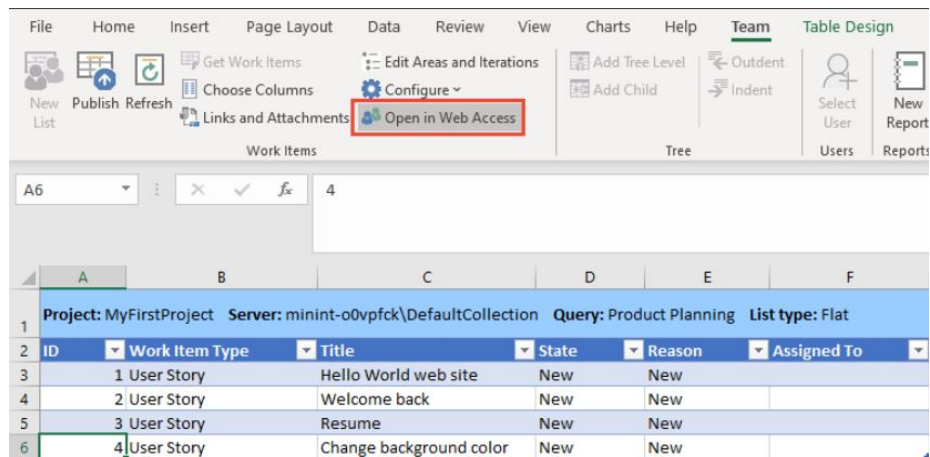 File Home Insert Page Layout Data Review View Charts Help Team Table Design
Get Work Items Edit Areas and Iterations Add Tree Level Outdent
Choose Columns Configure Add Child Indent
New List Publish Refresh Links and Attachments Open in Web Access Select User New Report
Work Items Tree Users Reports
A6 fx 4
A B C D E F
1 Project: MyFirstProject Server: minint-o0vpfck\DefaultCollection Query: Product Planning List type: Flat
2 ID Work Item Type Title State Reason Assigned To
3 1 User Story Hello World web site New New
4 2 User Story Welcome back New New
5 3 User Story Resume New New
6 4 User Story Change background color New New